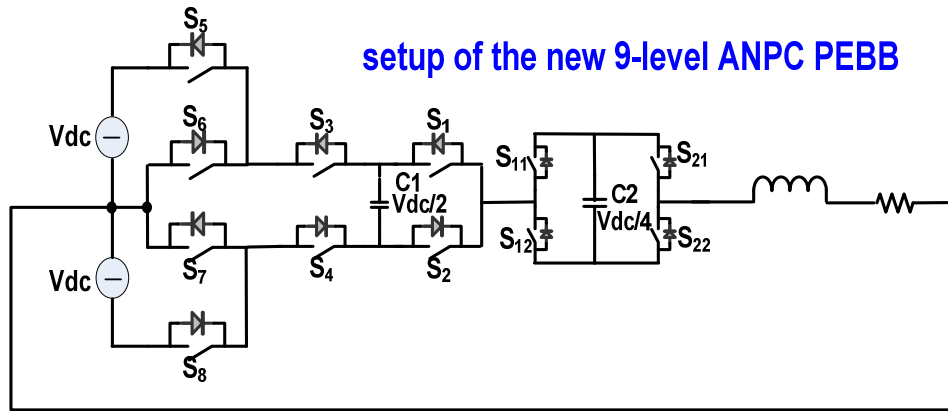 S5
setup of the new 9-level ANPC PEBB
Vdc
S6
S3
S1
S11
S21
C1
Vdc/2
C2
Vdc/4
S12
S22
S7
S4
S2
Vdc
S8